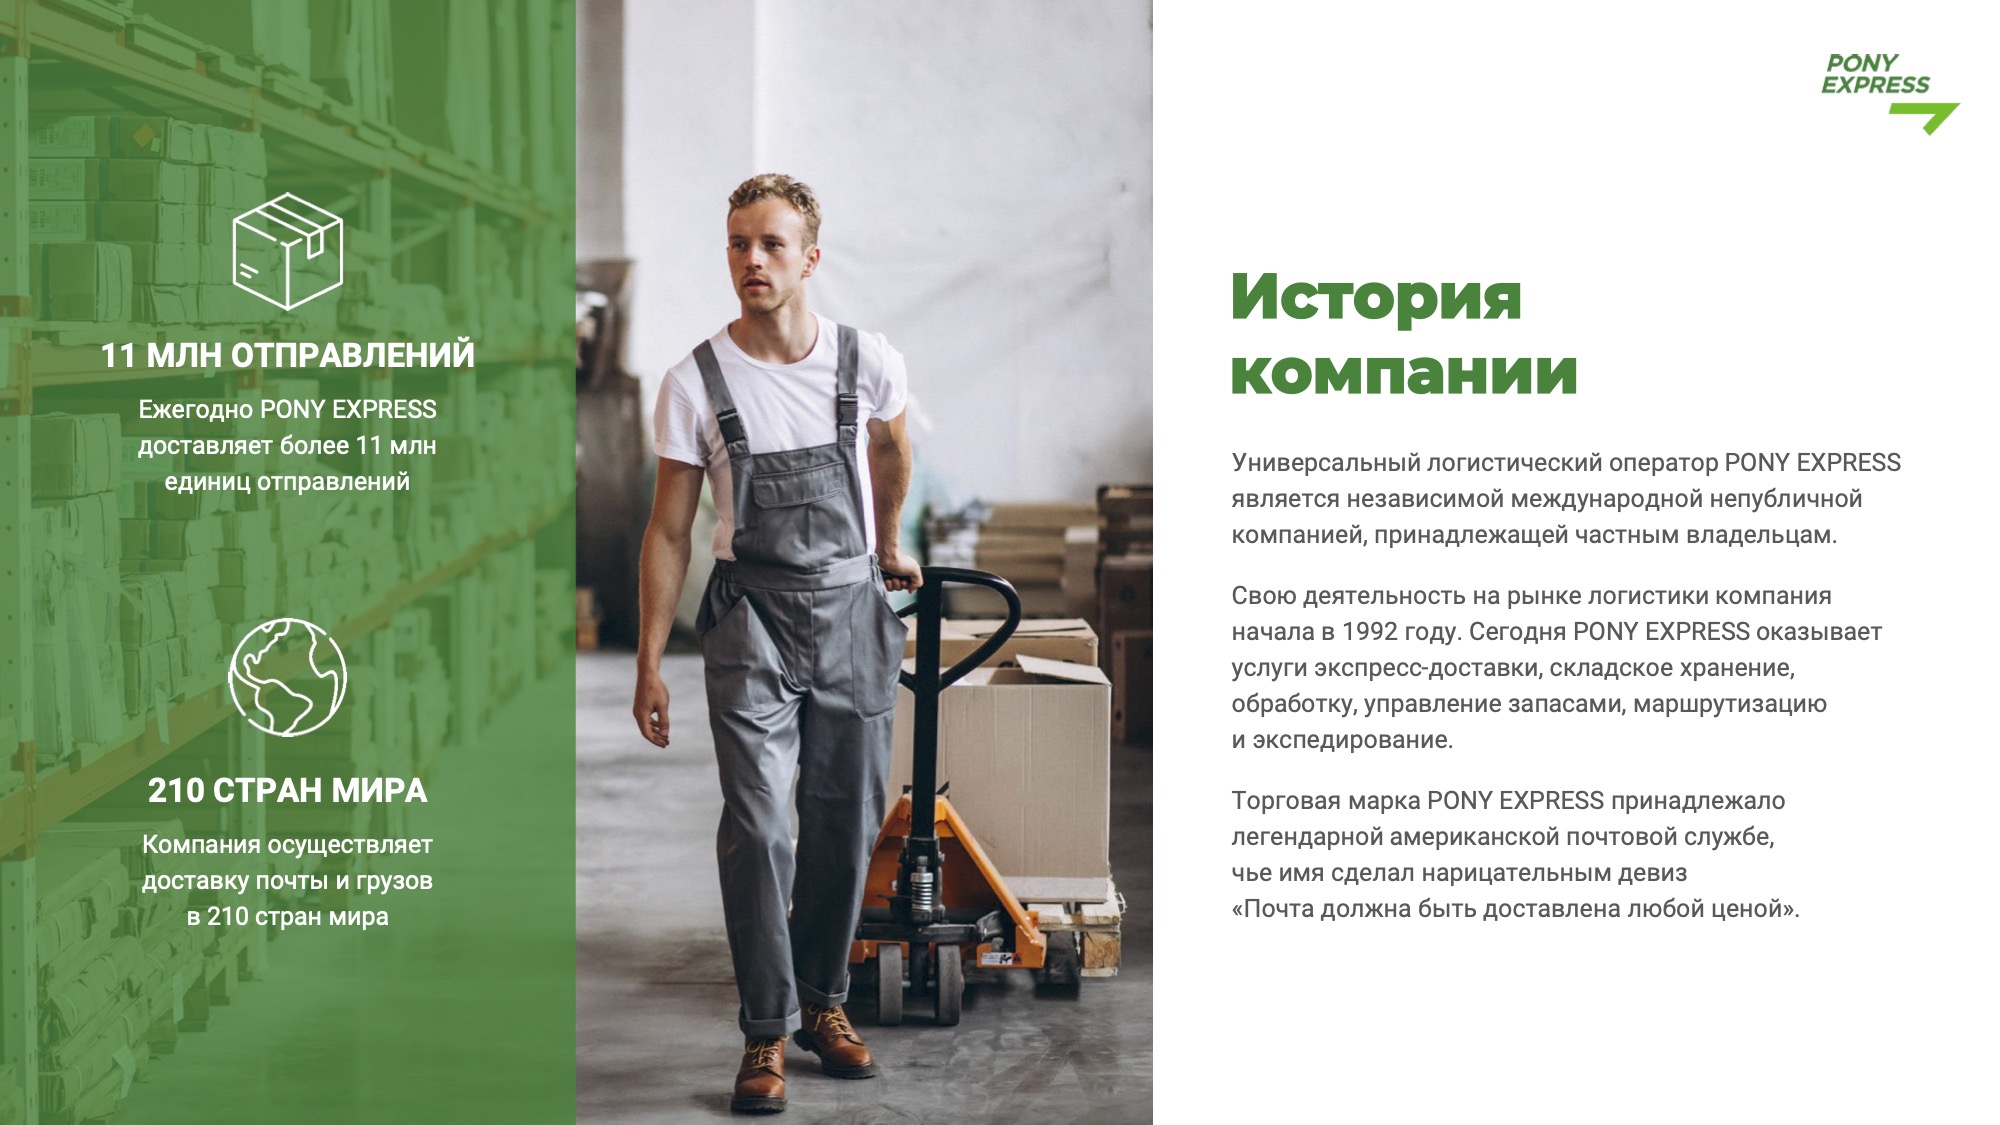 11 МЛН ОТПРАВЛЕНИЙ
Ежегодно PONY EXPRESS
доставляет более 11 млн
единиц отправлений
210 СТРАН МИРА
Компания осуществляет
доставку почты и грузов
в 210 стран мира
PONY
EXPRESS
История
компании
Универсальный логистический оператор PONY EXPRESS
является независимой международной непубличной
компанией, принадлежащей частным владельцам.
Свою деятельность на рынке логистики компания
начала в 1992 году. Сегодня PONY EXPRESS оказывает
услуги экспресс-доставки, складское хранение,
обработку, управление запасами, маршрутизацию
и экспедирование.
Торговая марка PONY EXPRESS принадлежало
легендарной американской почтовой службе,
чье имя сделал нарицательным девиз
«Почта должна быть доставлена любой ценой».